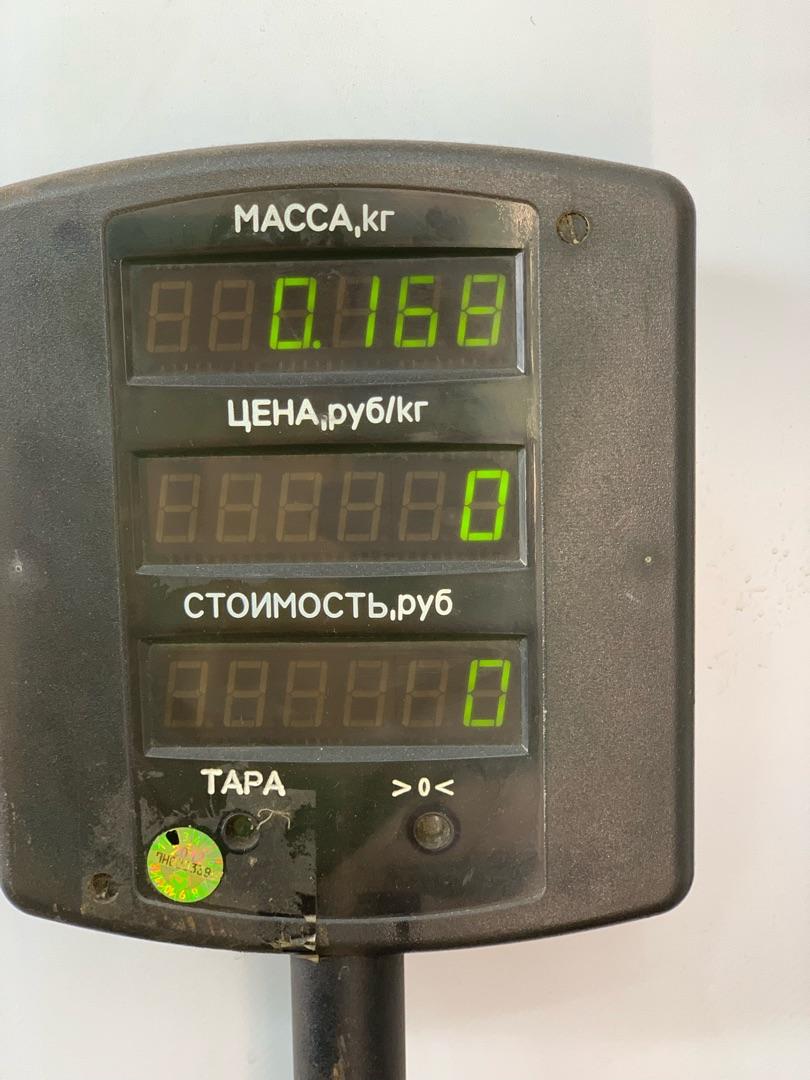 МАССА,кг
0.168
ЦЕНА,руб/кг
0
СТОИМОСТЬ,руб
0
ТАРА >0<